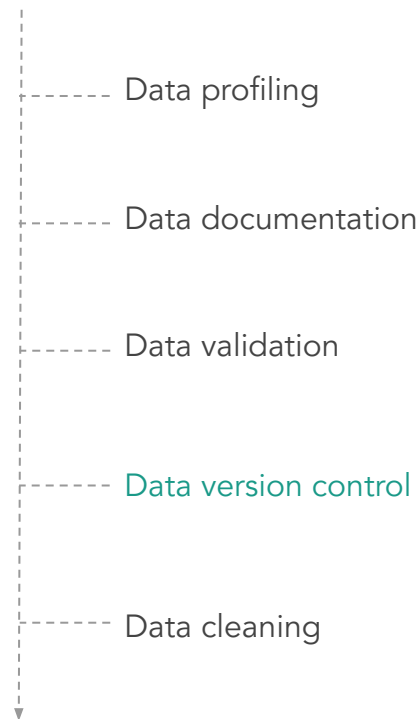 Data profiling
Data documentation
Data validation
Data version control
Data cleaning